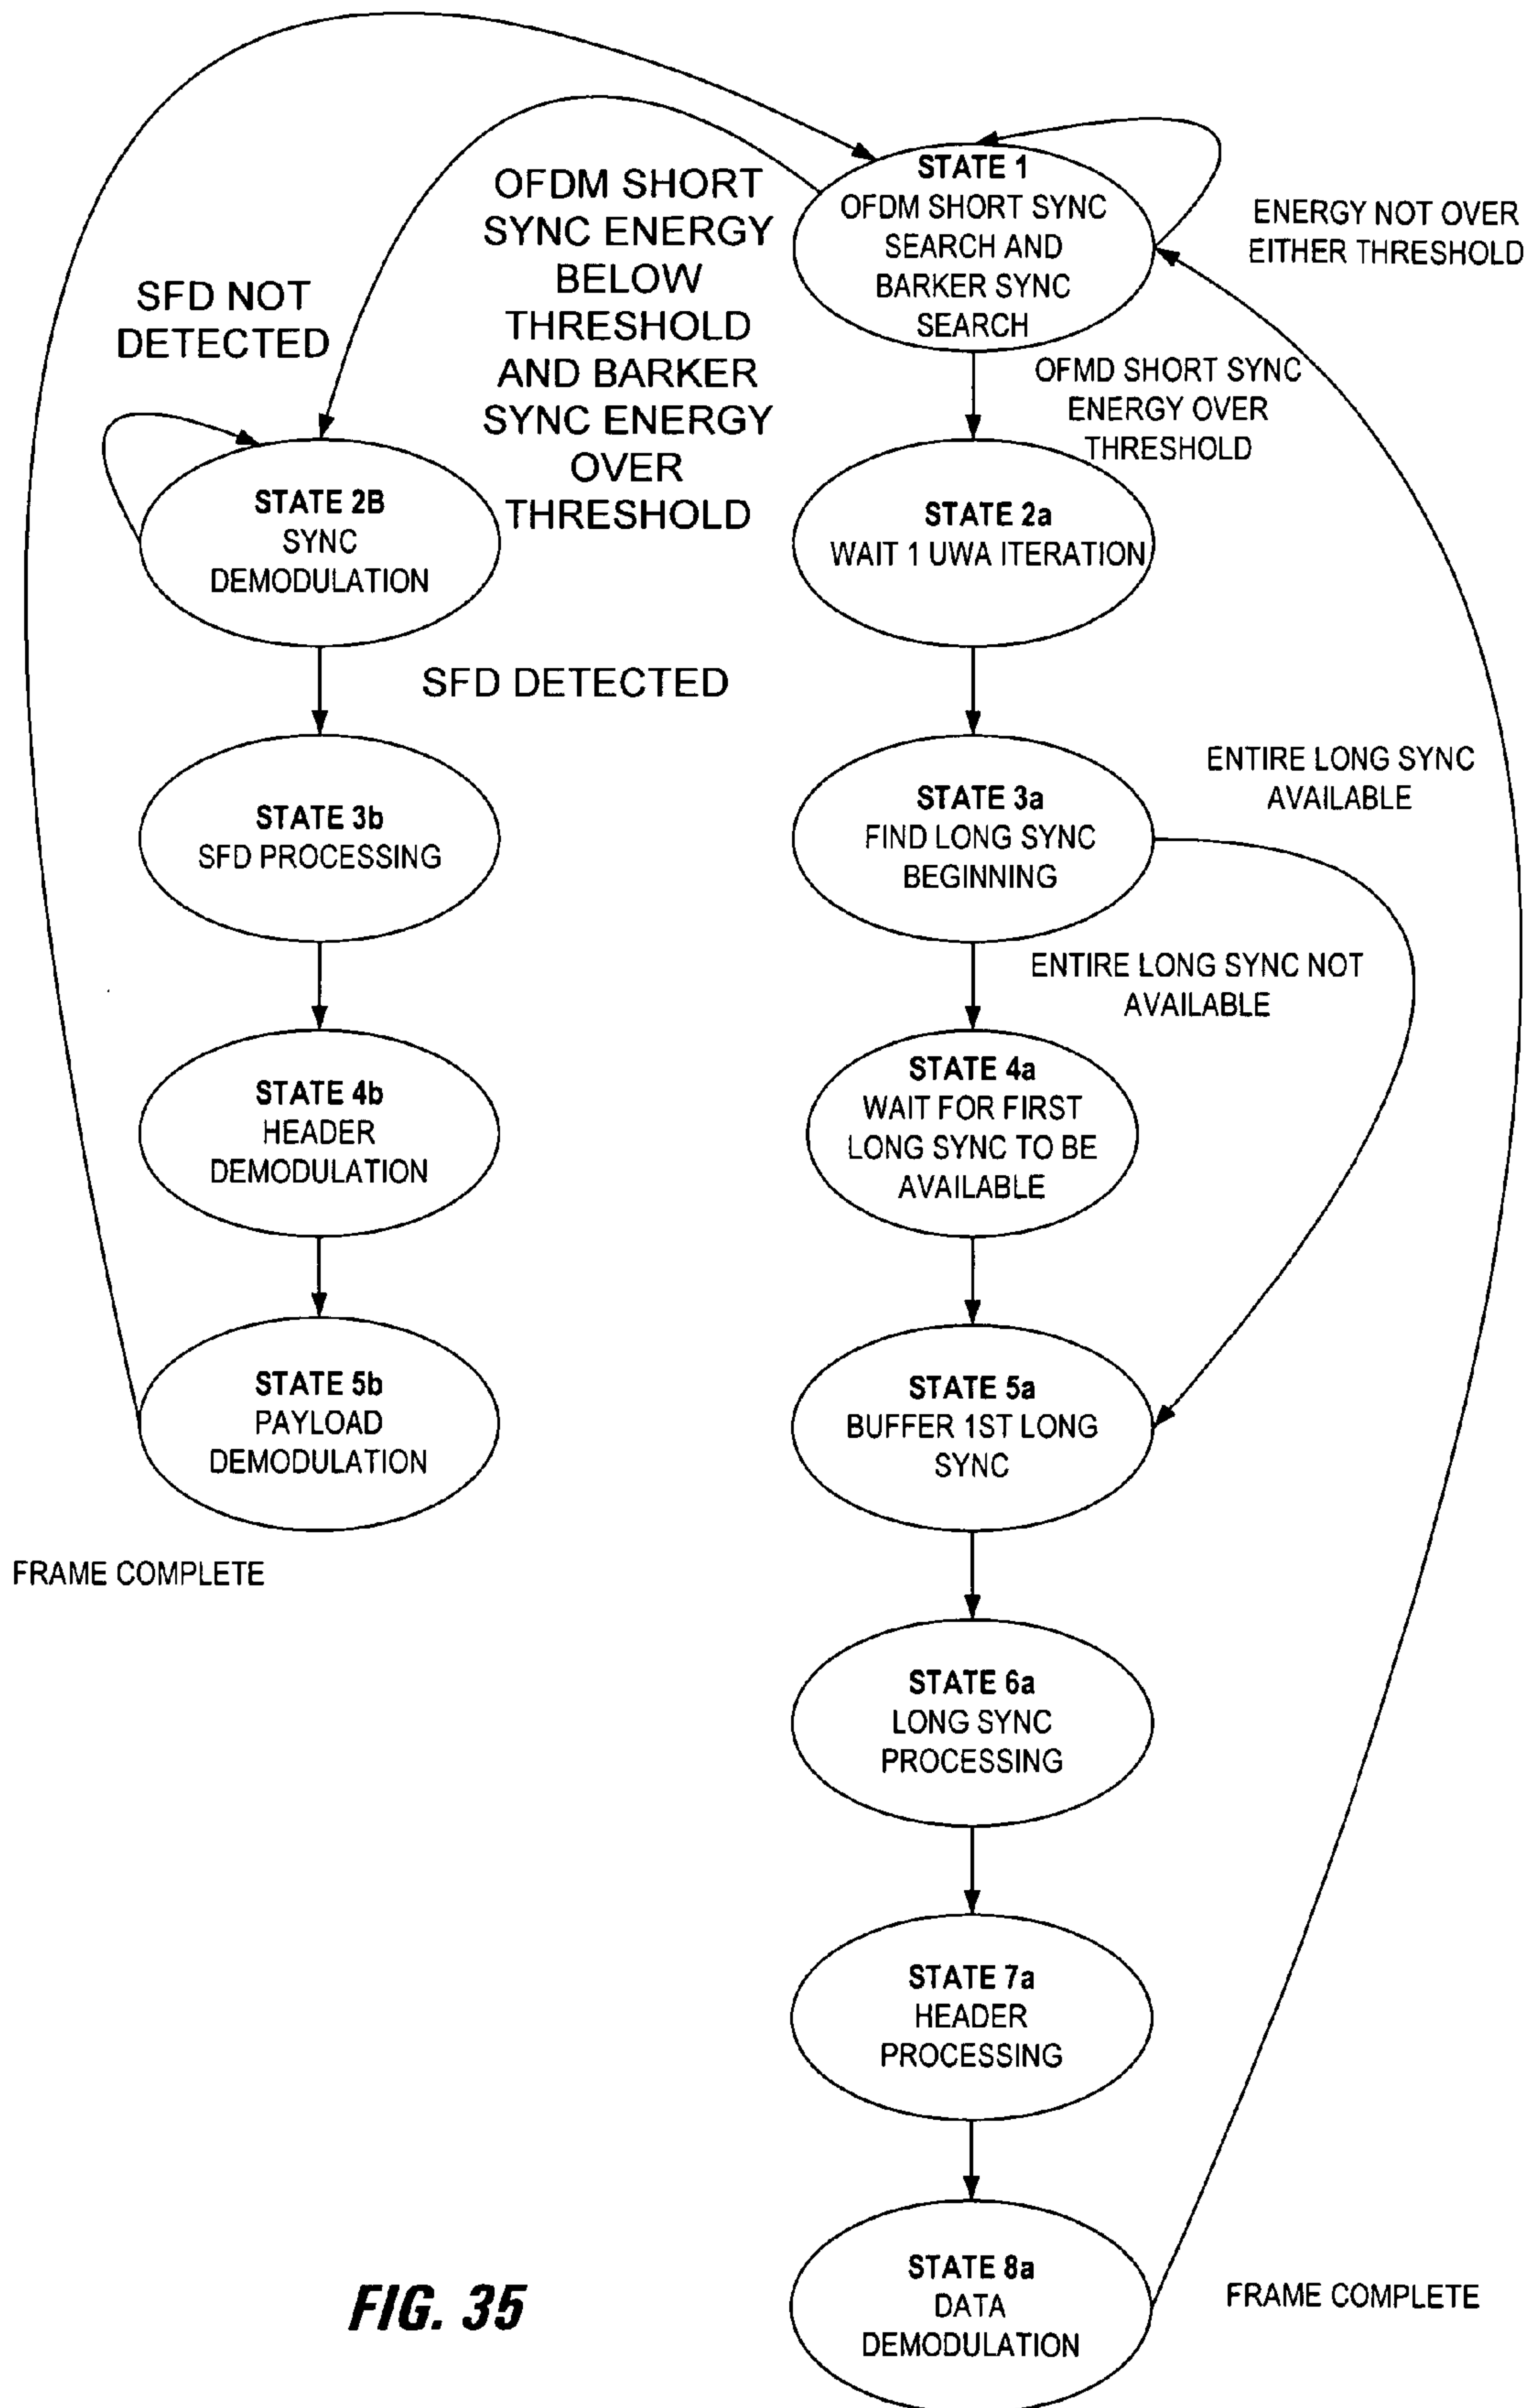 STATE 1
OFDM SHORT SYNC
SEARCH AND
BARKER SYNC
SEARCH
ENERGY NOT OVER
EITHER THRESHOLD
OFDM SHORT
SYNC ENERGY
BELOW
THRESHOLD
AND BARKER
SYNC ENERGY
OVER
THRESHOLD
SFD NOT
DETECTED
OFMD SHORT SYNC
ENERGY OVER
THRESHOLD
STATE 2B
SYNC
DEMODULATION
STATE 2a
WAIT 1 UWA ITERATION
SFD DETECTED
STATE 3b
SFD PROCESSING
STATE 3a
FIND LONG SYNC
BEGINNING
ENTIRE LONG SYNC
AVAILABLE
ENTIRE LONG SYNC NOT
AVAILABLE
STATE 4b
HEADER
DEMODULATION
STATE 4a
WAIT FOR FIRST
LONG SYNC TO BE
AVAILABLE
STATE 5b
PAYLOAD
DEMODULATION
STATE 5a
BUFFER 1ST LONG
SYNC
FRAME COMPLETE
STATE 6a
LONG SYNC
PROCESSING
STATE 7a
HEADER
PROCESSING
STATE 8a
DATA
DEMODULATION
FRAME COMPLETE
FIG. 35